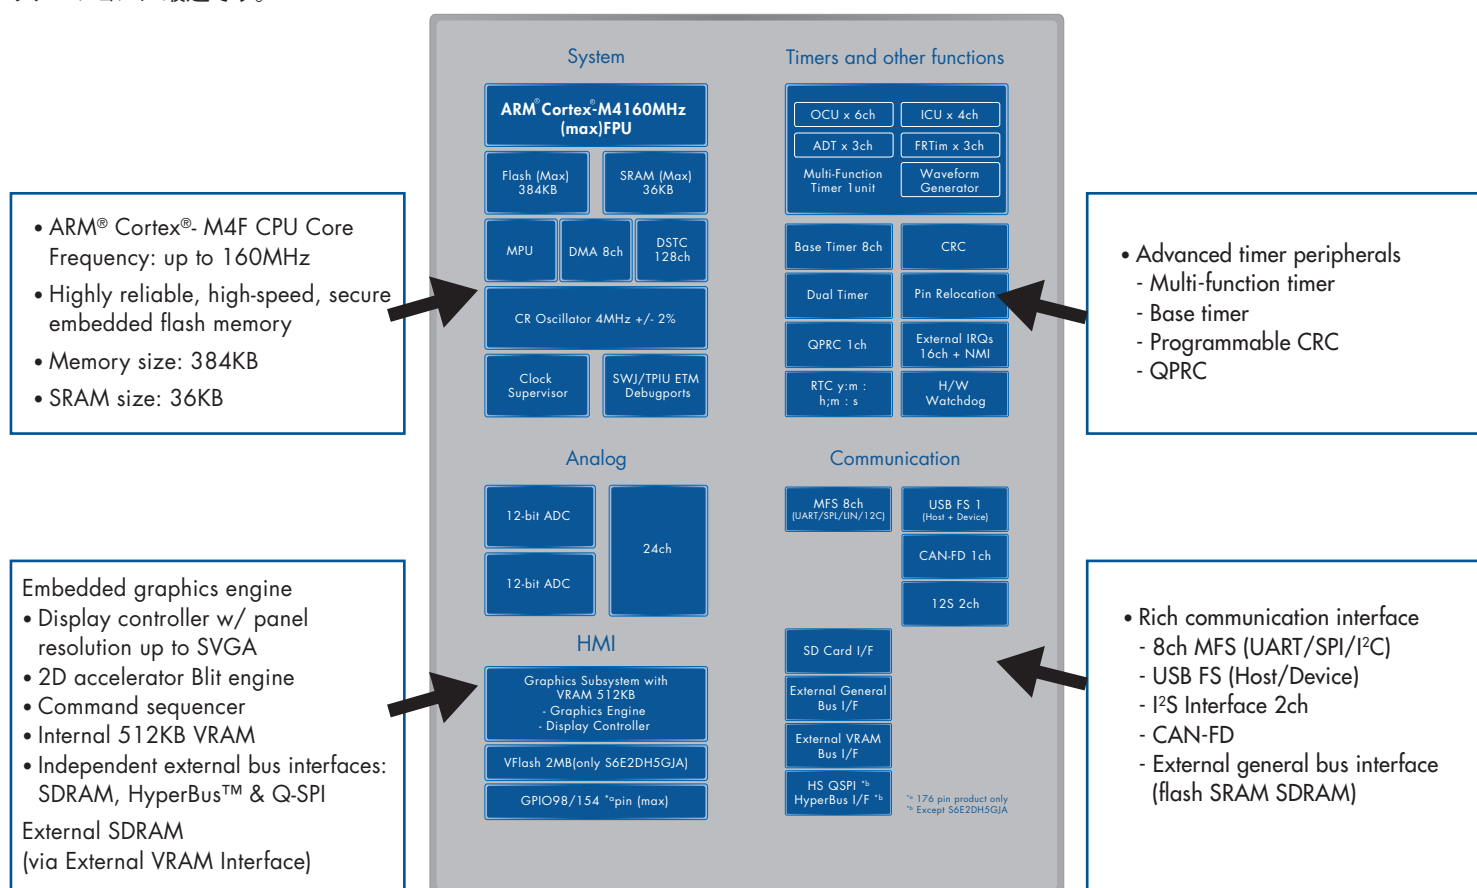 System
ARM® Cortex®-M4160MHz
(max)FPU
Flash (Max)
384KB
SRAM (Max)
36KB
MPU
DMA 8ch
DSTC
128ch
CR Oscillator 4MHz +/- 2%
Clock
Supervisor
SWJ/TPIU ETM
Debugports
Timers and other functions
OCU x 6ch
ICU x 4ch
ADT x 3ch
FRTim x 3ch
Multi-Function
Timer 1unit
Waveform
Generator
Base Timer 8ch
CRC
Dual Timer
Pin Relocation
QPRC 1ch
External IRQs
16ch + NMI
RTC y:m :
h;m : s
H/W
Watchdog
• ARM® Cortex®- M4F CPU Core
Frequency: up to 160MHz
• Highly reliable, high-speed, secure
embedded flash memory
• Memory size: 384KB
• SRAM size: 36KB
• Advanced timer peripherals
- Multi-function timer
- Base timer
- Programmable CRC
- QPRC
Analog
12-bit ADC
12-bit ADC
24ch
Communication
MFS 8ch
(UART/SPL/LIN/12C)
USB FS 1
(Host + Device)
CAN-FD 1ch
12S 2ch
SD Card I/F
External General
Bus I/F
External VRAM
Bus I/F
HS QSPI *b
HyperBus I/F *b
*a 176 pin product only
*b Except S6E2DH5GJA
HMI
Graphics Subsystem with
VRAM 512KB
- Graphics Engine
- Display Controller
VFlash 2MB(only S6E2DH5GJA)
GPIO98/154 *apin (max)
Embedded graphics engine
• Display controller w/ panel
resolution up to SVGA
• 2D accelerator Blit engine
• Command sequencer
• Internal 512KB VRAM
• Independent external bus interfaces:
SDRAM, HyperBus™ & Q-SPI
External SDRAM
(via External VRAM Interface)
• Rich communication interface
- 8ch MFS (UART/SPI/I²C)
- USB FS (Host/Device)
- I²S Interface 2ch
- CAN-FD
- External general bus interface
(flash SRAM SDRAM)